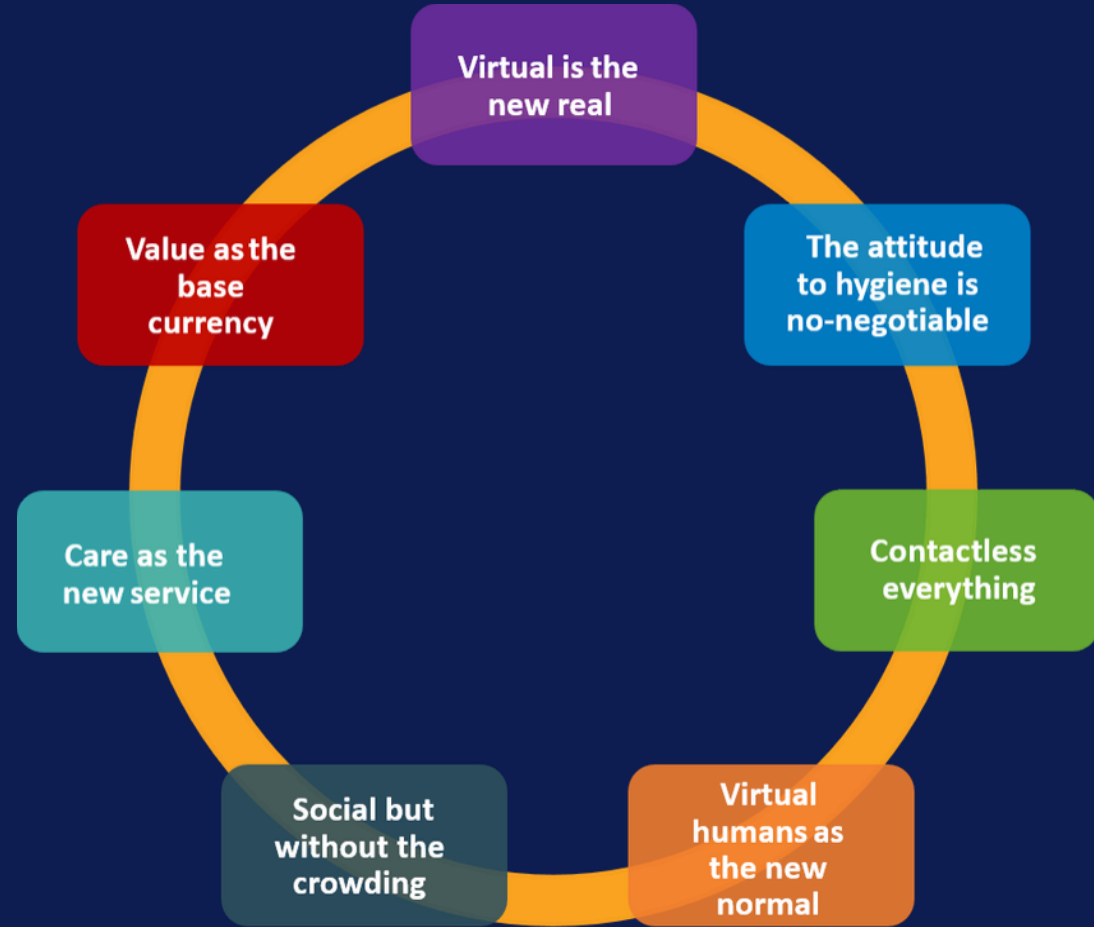 Virtual is the
new real
The attitude
to hygiene is
no-negotiable
Contactless
everything
Virtual
humans as
the new
normal
Social but
without the
crowding
Care as the
new service
Value as the
base
currency